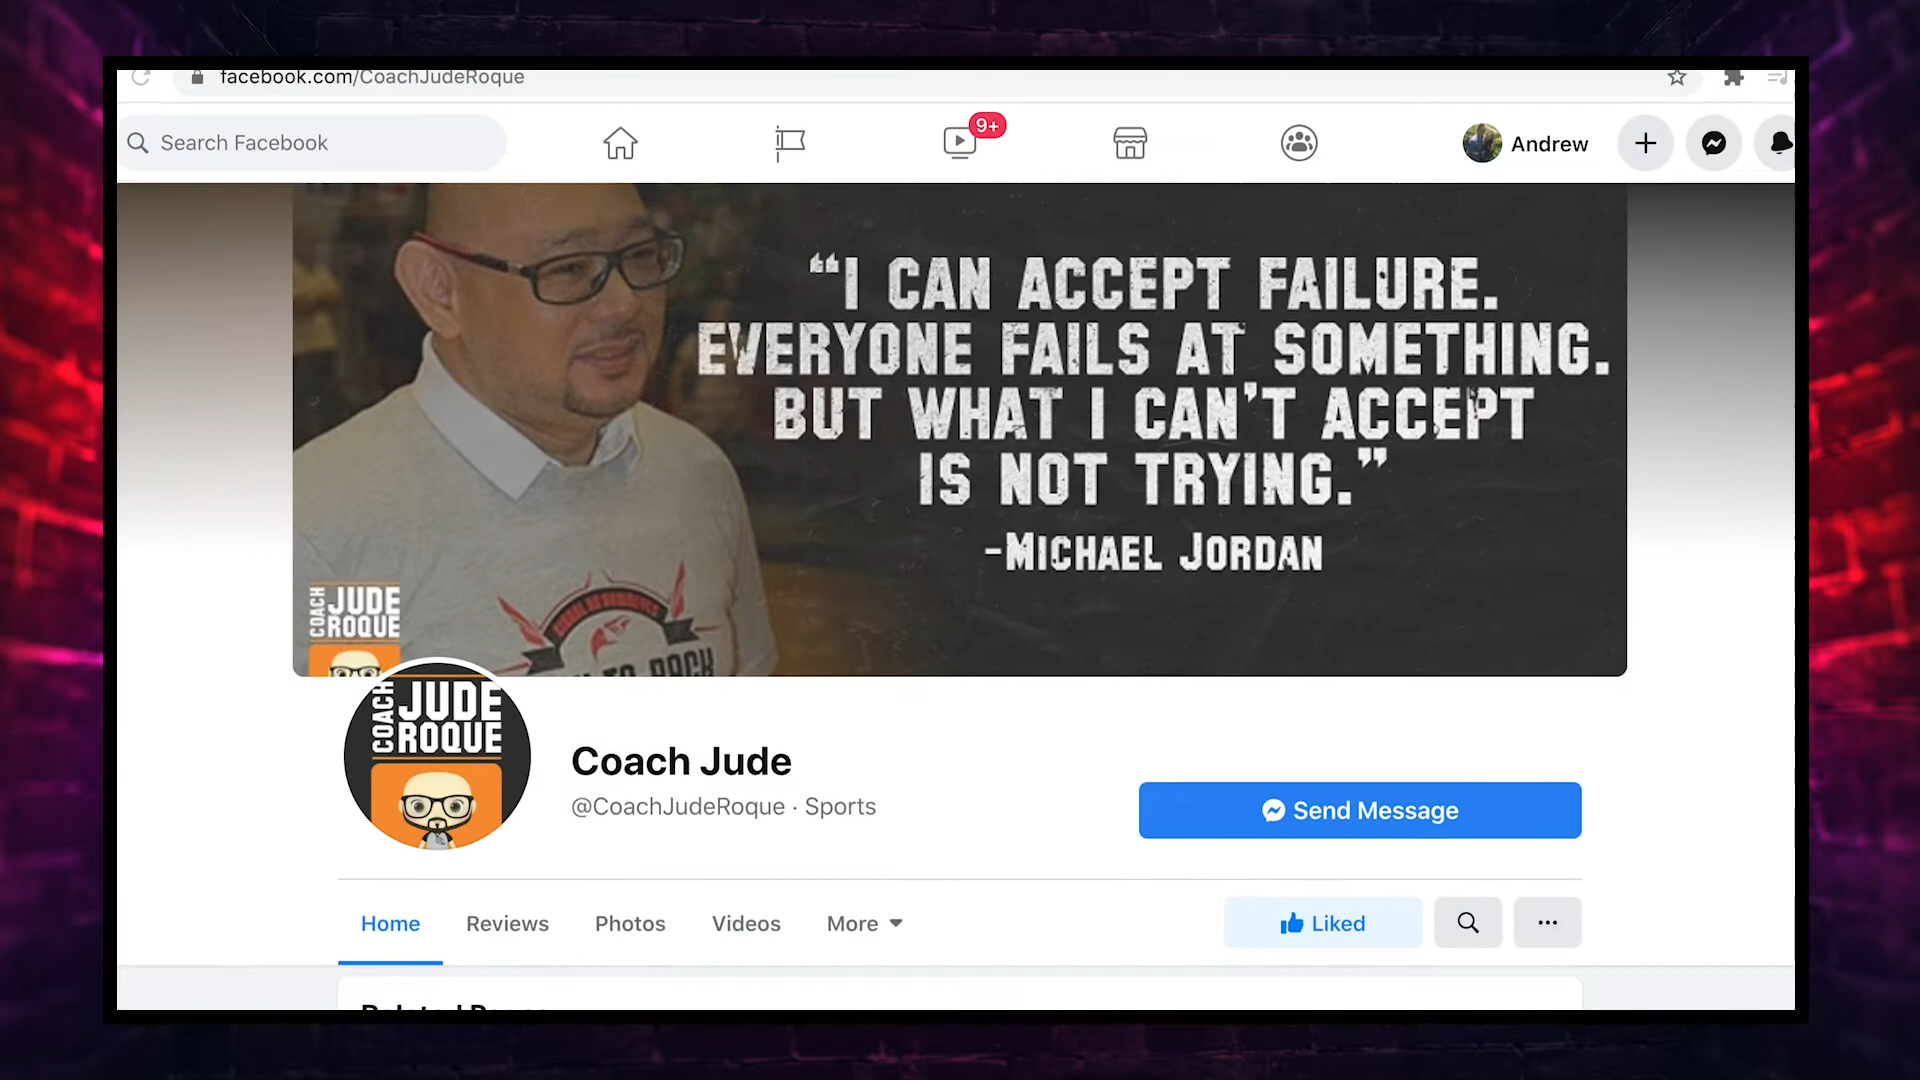 facebook.com/CoachJudeRoque
Search Facebook
9+
Andrew
“I CAN ACCEPT FAILURE.
EVERYONE FAILS AT SOMETHING.
BUT WHAT I CAN'T ACCEPT
IS NOT TRYING.”
-MICHAEL JORDAN
COACH JUDE
ROQUE
COACH JUDE
ROQUE
Coach Jude
@CoachJudeRoque · Sports
Send Message
Home Reviews Photos Videos More
Liked